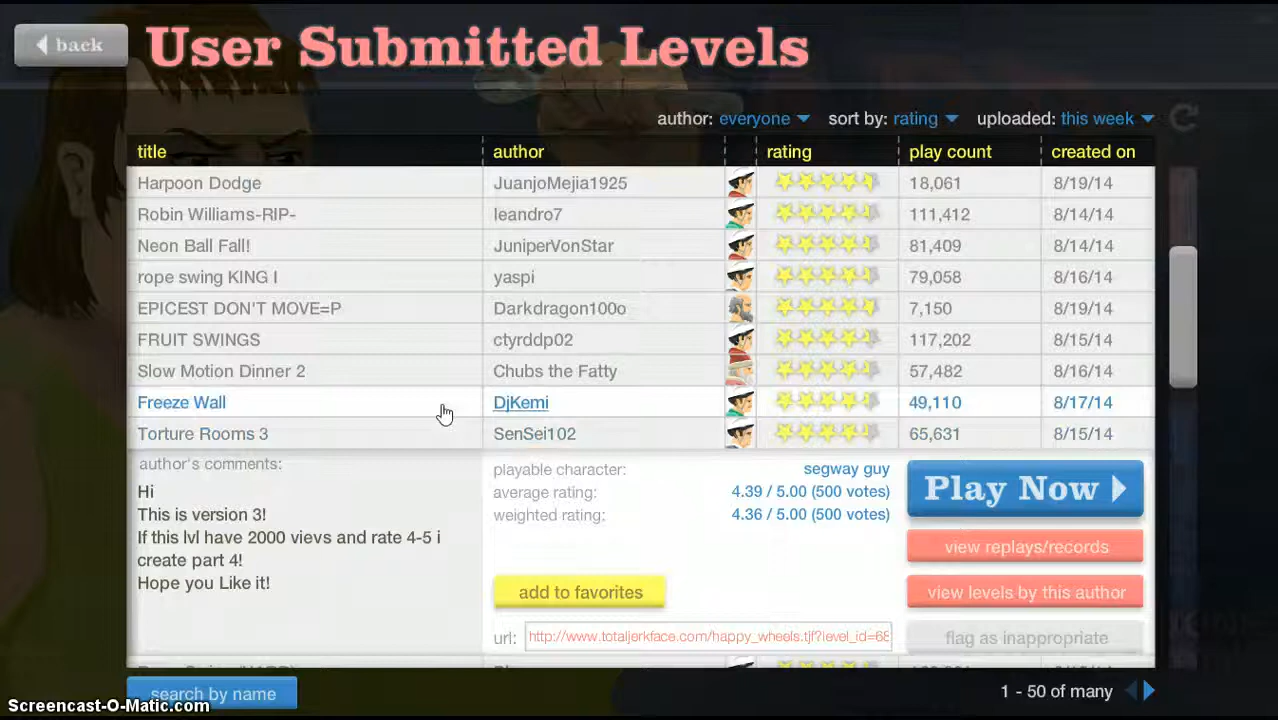 back
User Submitted Levels
author: everyone sort by: rating uploaded: this week
title author rating play count created on
Harpoon Dodge JuanjoMejia1925 18,061 8/19/14
Robin Williams-RIP- leandro7 111,412 8/14/14
Neon Ball Fall! JuniperVonStar 81,409 8/14/14
rope swing KING I yaspi 79,058 8/16/14
EPICEST DON'T MOVE=P Darkdragon100o 7,150 8/19/14
FRUIT SWINGS ctyrddp02 117,202 8/15/14
Slow Motion Dinner 2 Chubs the Fatty 57,482 8/16/14
Freeze Wall DjKemi 49,110 8/17/14
Torture Rooms 3 SenSei102 65,631 8/15/14
author's comments:
Hi
This is version 3!
If this lvl have 2000 vievs and rate 4-5 i
create part 4!
Hope you Like it!
playable character: segway guy
average rating: 4.39 / 5.00 (500 votes)
weighted rating: 4.36 / 5.00 (500 votes)
add to favorites
url: http://www.totaljerkface.com/happy_wheels.tjf?level_id=68
Play Now
view replays/records
view levels by this author
flag as inappropriate
search by name
1 - 50 of many
Screencast-O-Matic.com